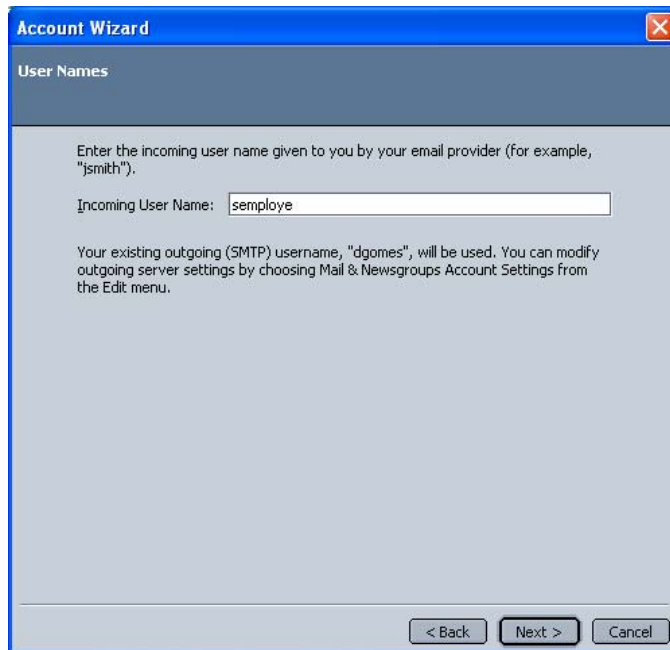 Account Wizard
User Names
Enter the incoming user name given to you by your email provider (for example,
"jsmith").
Incoming User Name: semploye
Your existing outgoing (SMTP) username, "dgomes", will be used. You can modify
outgoing server settings by choosing Mail & Newsgroups Account Settings from
the Edit menu.
< Back Next > Cancel